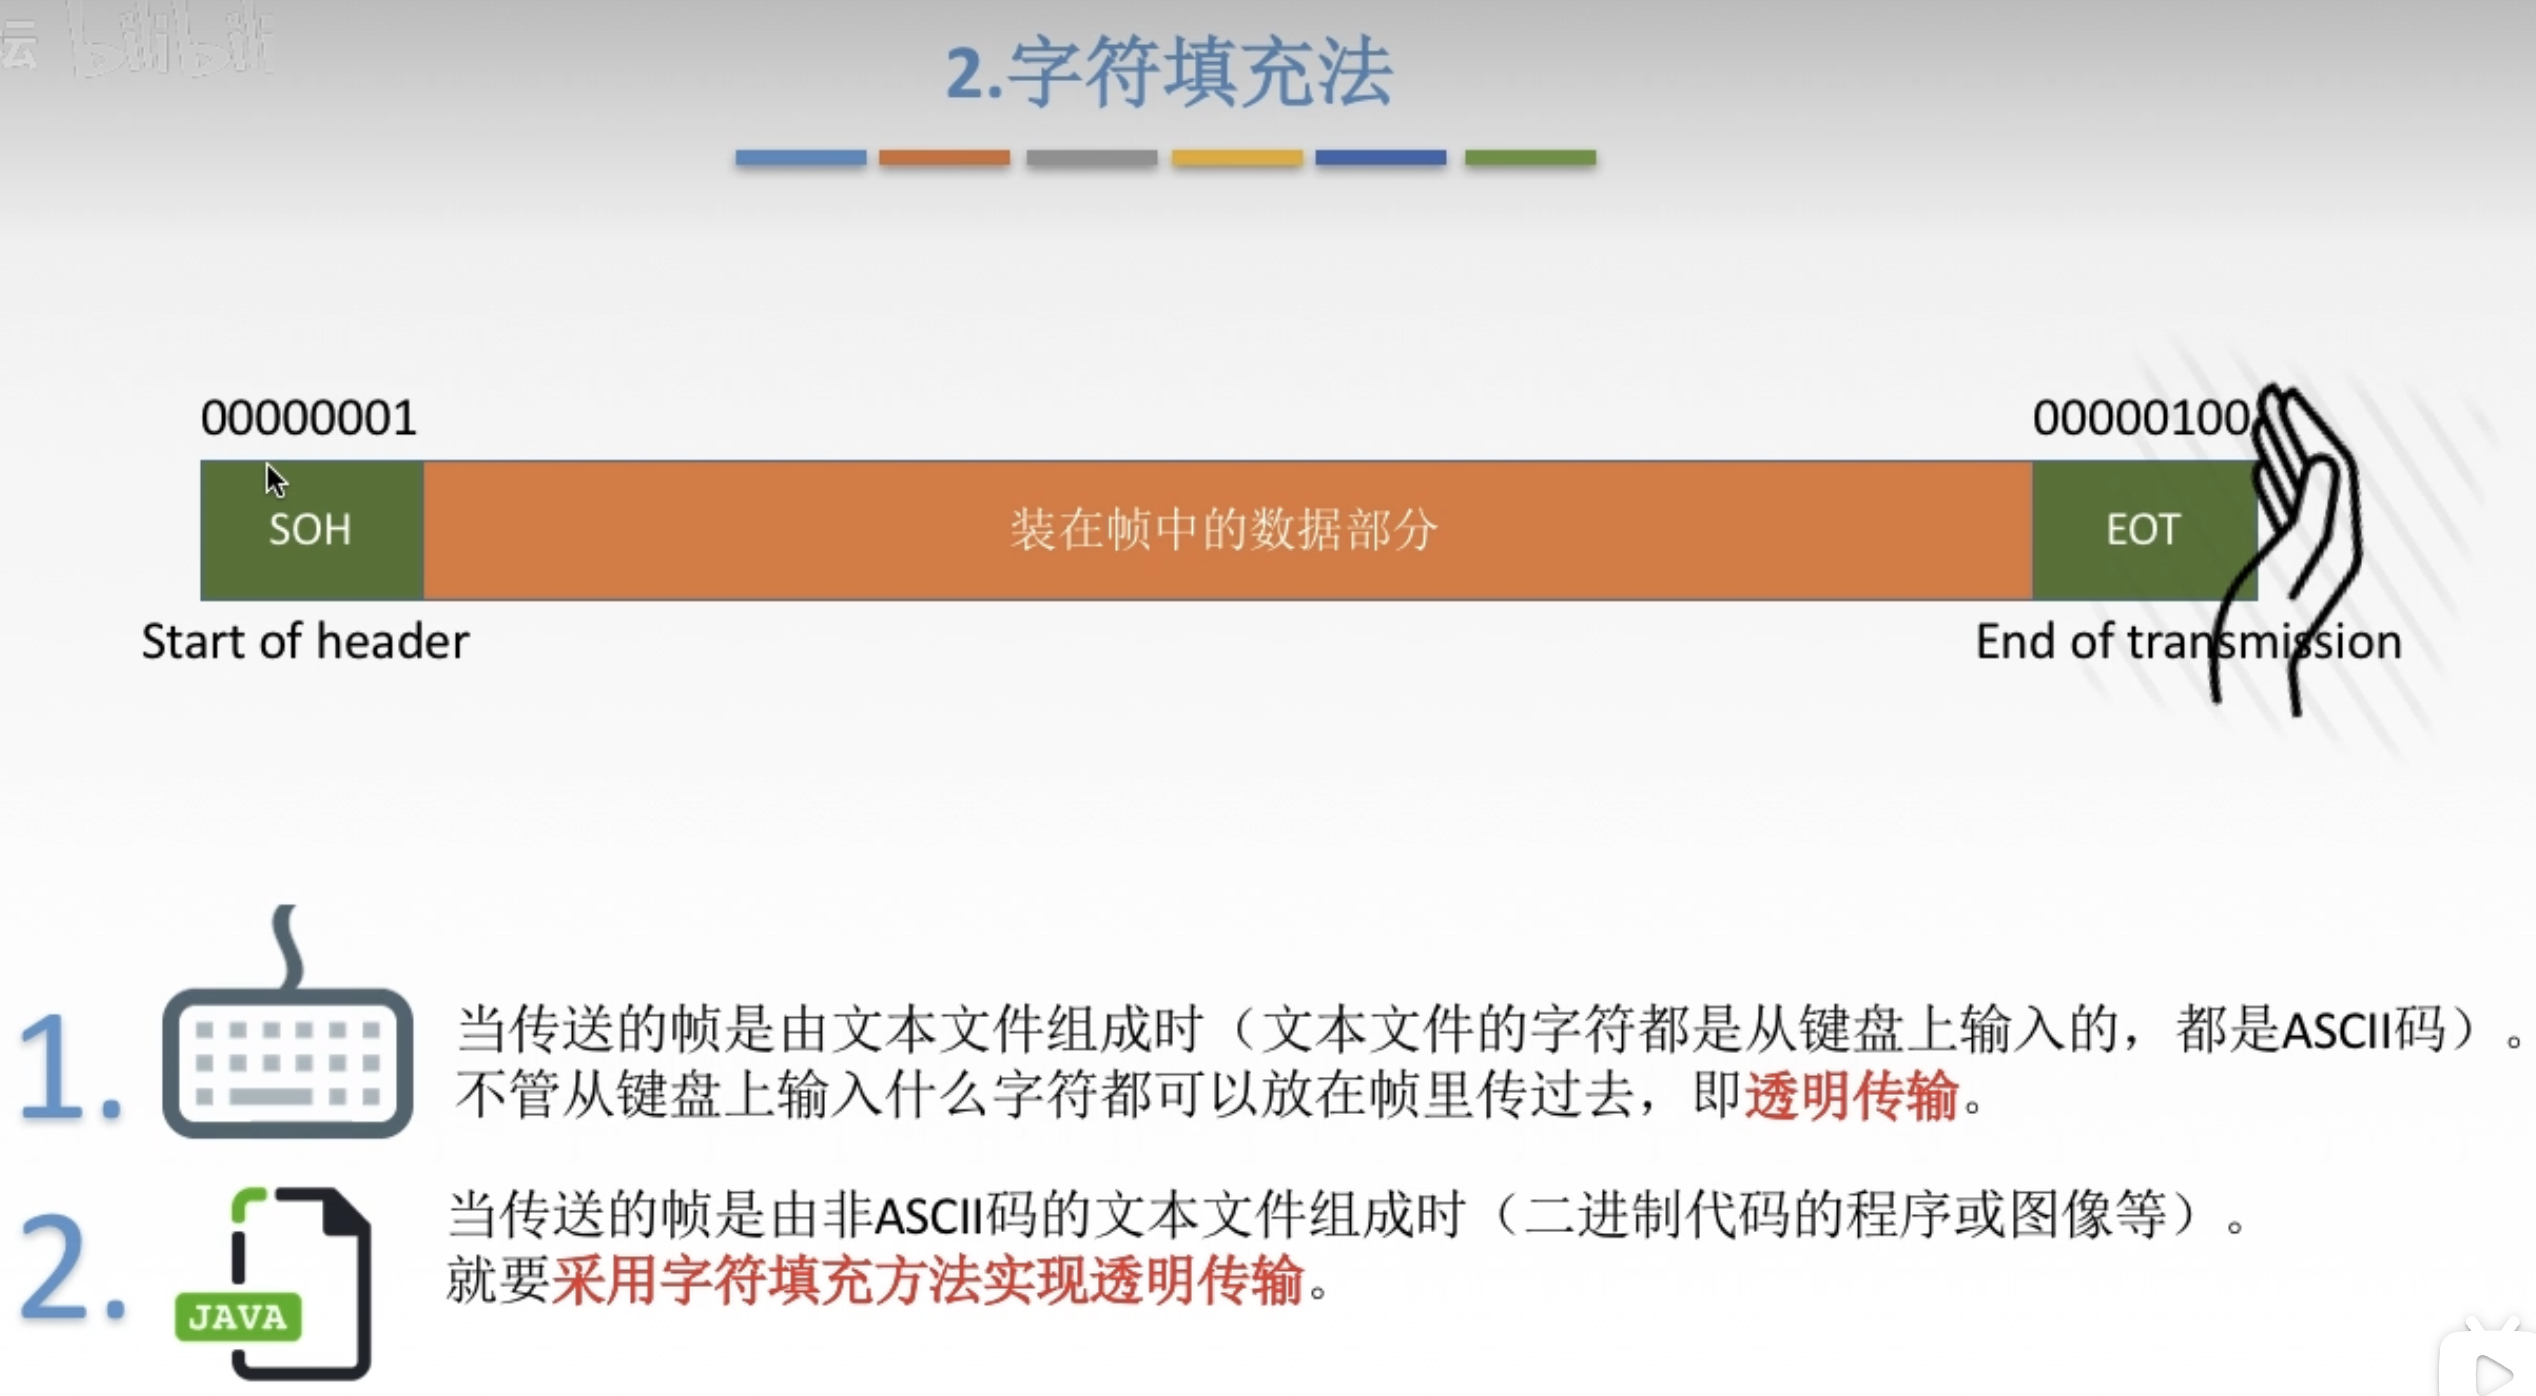 坛 bilibili
2.字符填充法
00000001
00000100
SOH
装在帧中的数据部分
EOT
Start of header
End of transmission
1.
当传送的帧是由文本文件组成时（文本文件的字符都是从键盘上输入的，都是ASCII码）。
不管从键盘上输入什么字符都可以放在帧里传过去，即透明传输。
2.
当传送的帧是由非ASCII码的文本文件组成时（二进制代码的程序或图像等）。
就要采用字符填充方法实现透明传输。
JAVA